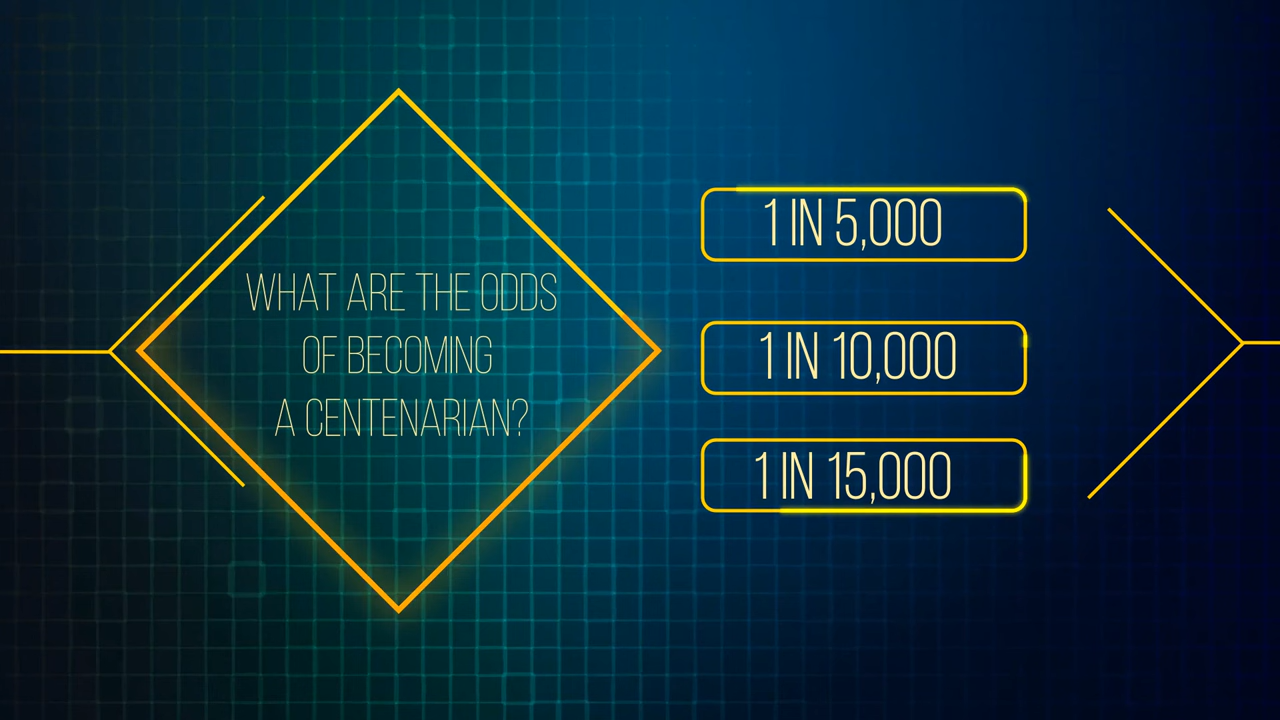 WHAT ARE THE ODDS
OF BECOMING
A CENTENARIAN?
1 IN 5,000
1 IN 10,000
1 IN 15,000